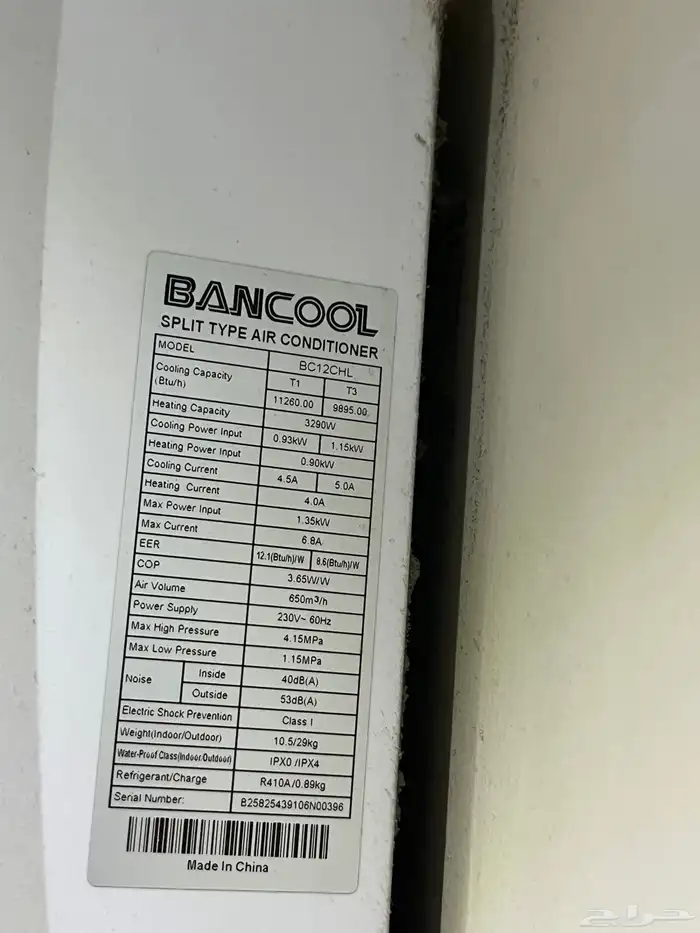 BANCOOL
SPLIT TYPE AIR CONDITIONER
MODEL BC12CHL
Cooling Capacity (Btu/h) T1 T3
11260.00 9895.00
Heating Capacity 3290W
Cooling Power Input 0.93kW 1.15kW
Heating Power Input 0.90kW
Cooling Current 4.5A 5.0A
Heating Current 4.0A
Max Power Input 1.35kW
Max Current 6.8A
EER 12.1(Btu/h)/W 8.6(Btu/h)/W
COP 3.65W/W
Air Volume 650m³/h
Power Supply 230V~ 60Hz
Max High Pressure 4.15MPa
Max Low Pressure 1.15MPa
Noise Inside 40dB(A)
Outside 53dB(A)
Electric Shock Prevention Class I
Weight(Indoor/Outdoor) 10.5/29kg
Water-Proof Class(Indoor/Outdoor) IPX0 /IPX4
Refrigerant/Charge R410A/0.89kg
Serial Number: B25825439106N00396
Made In China
حراج